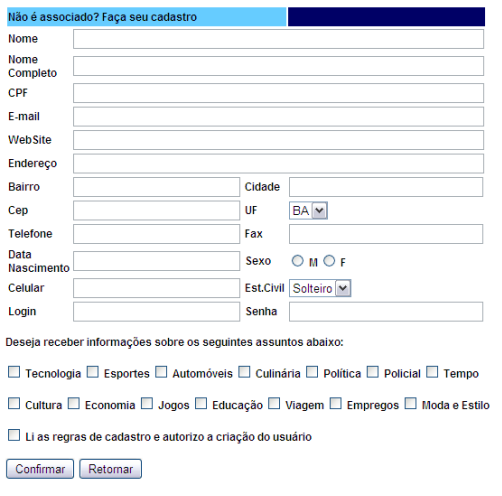 Não é associado? Faça seu cadastro
Nome
Nome
Completo
CPF
E-mail
WebSite
Endereço
Bairro Cidade
Cep UF BA
Telefone Fax
Data
Nascimento Sexo M F
Celular Est.Civil Solteiro
Login Senha
Deseja receber informações sobre os seguintes assuntos abaixo:
Tecnologia Esportes Automóveis Culinária Política Policial Tempo
Cultura Economia Jogos Educação Viagem Empregos Moda e Estilo
Li as regras de cadastro e autorizo a criação do usuário
Confirmar Retornar